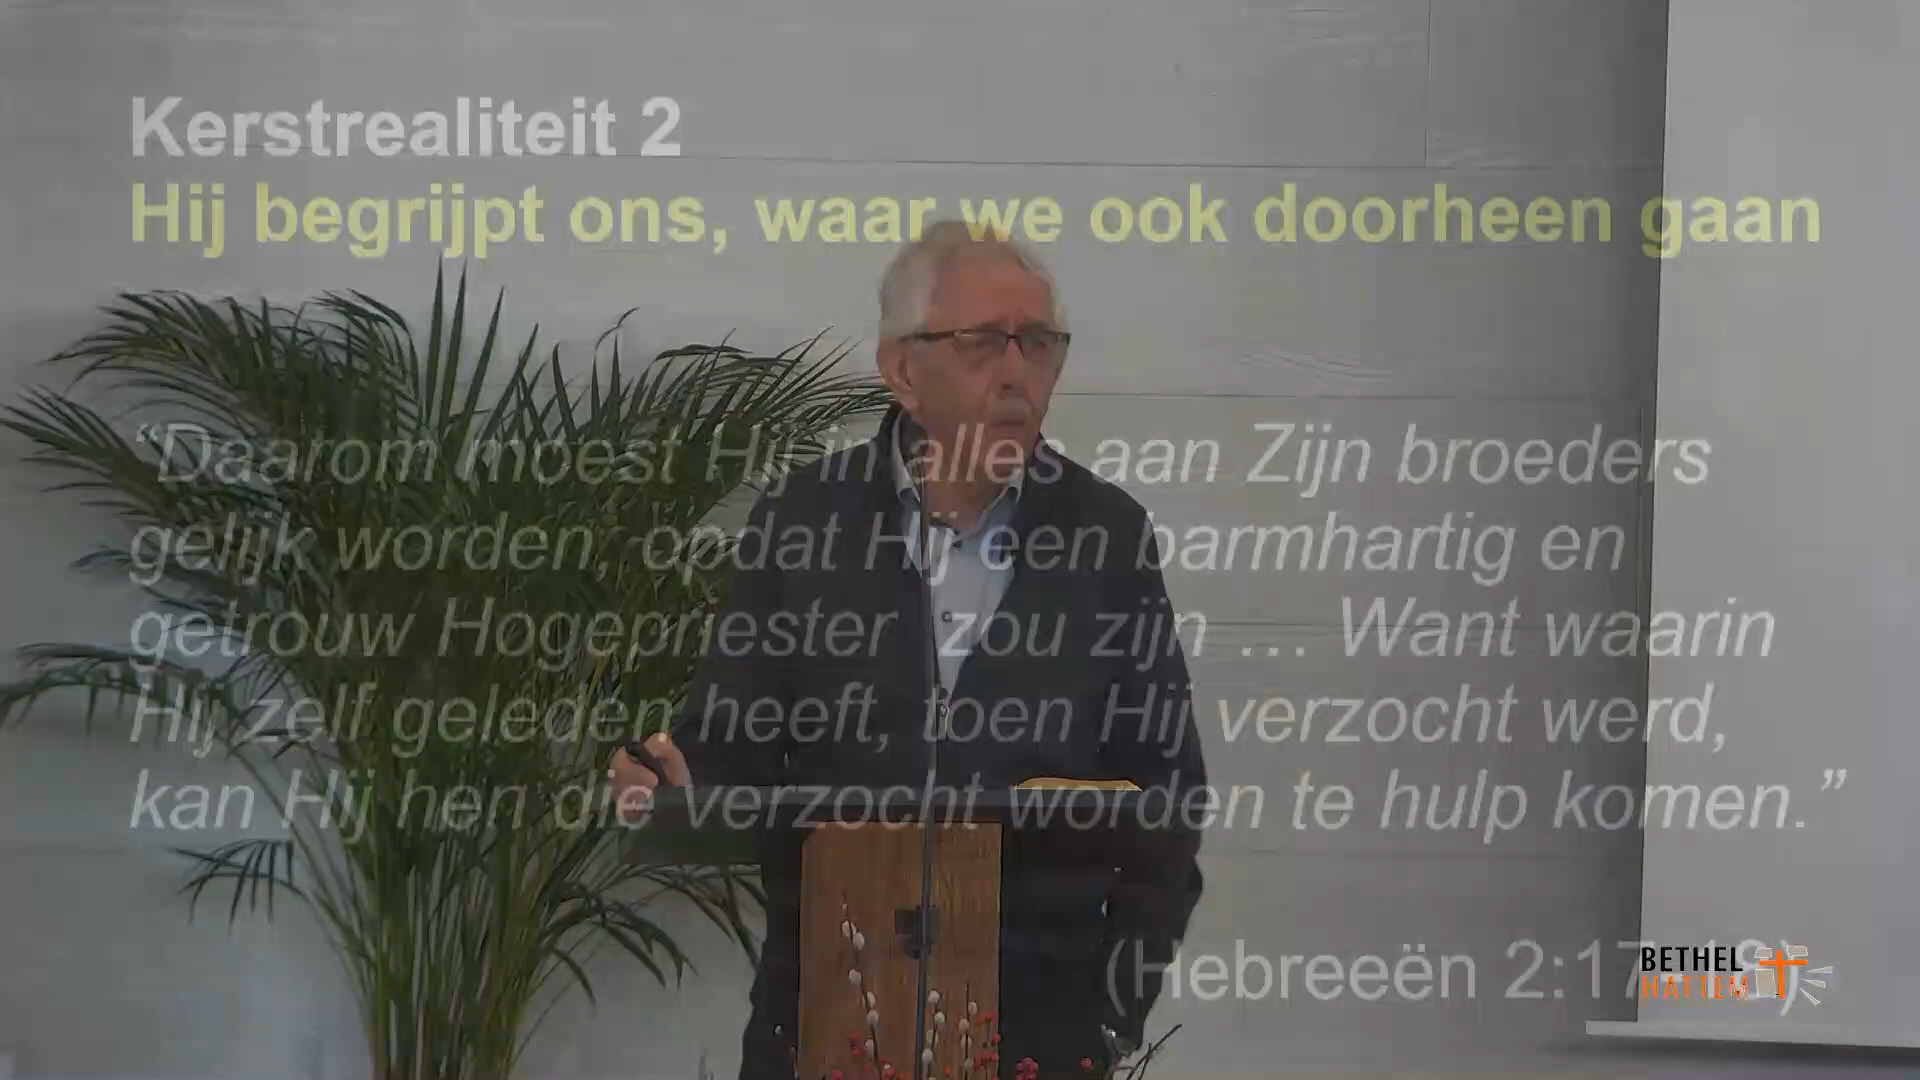 Kerstrealiteit 2
Hij begrijpt ons, waar we ook doorheen gaan
“Daarom moest Hij in alles aan Zijn broeders
gelijk worden, opdat Hij een barmhartig en
getrouw Hogepriester zou zijn … Want waarin
Hij zelf geleden heeft, toen Hij verzocht werd,
kan Hij hen die verzocht worden te hulp komen.”
(Hebreeën 2:17-18)
BETHEL
HATTEM